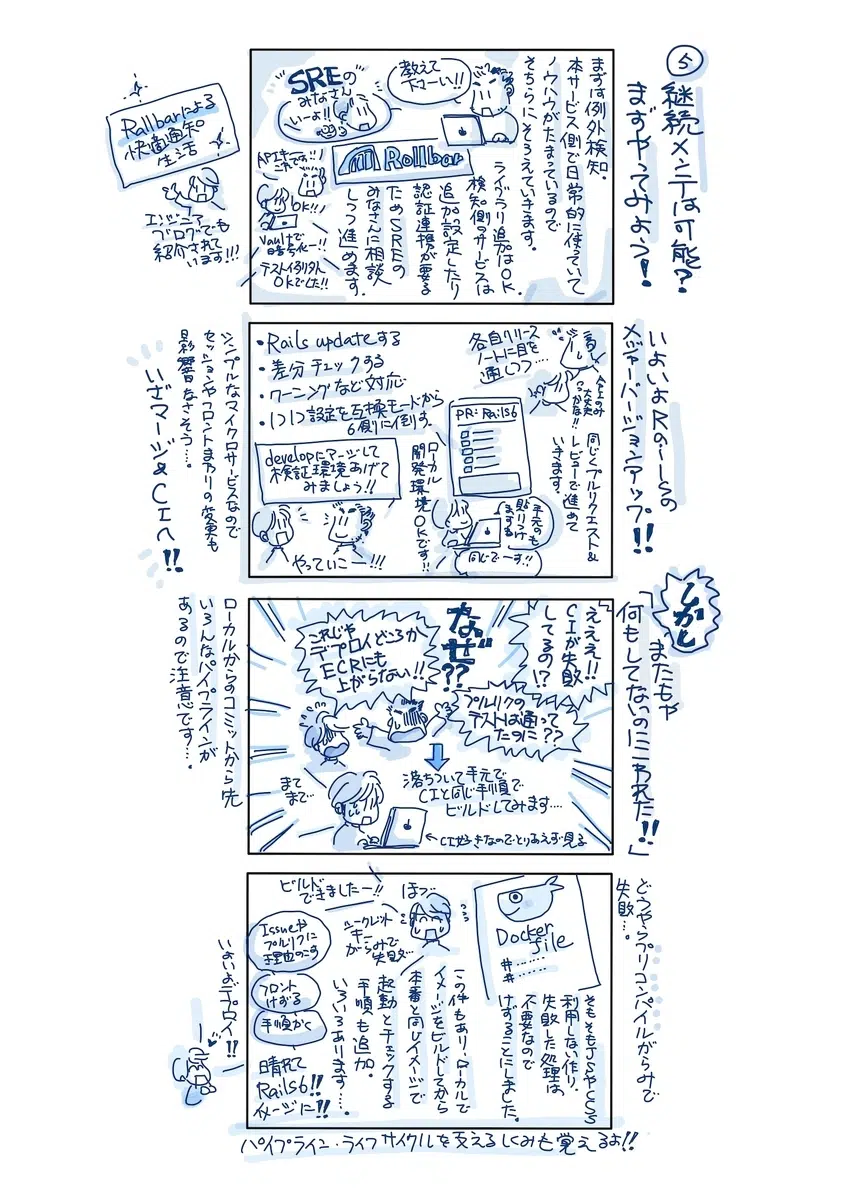 ⑤
継続メンテは可能?
まずやってみよう!
まずは例外検知.
本サービス側で日常的に使っていて
ノウハウがたまっているので
そちらにそろえていきます.
教えて
下さーい!!
SREの
みなさん
いーよ!!
Rollbar
ライブラリ追加はOK.
検知側のサービスは
追加設定したり
認証連携が要る
ためSREの
みなさんに相談
しつつ進めます.
APIキー
これです!!
OK!!
Vaultで
暗号化ー!!
テスト例外
OKでした!!
Rollbarによる
快適通知
生活
エンジニア
ブログでも
紹介されて
います!!!
いよいよRailsの
メジャーバージョンアップ!!
各自リリース
ノートに目を
通しつつ…
同じくプルリクエスト&
レビューで進めて
いきます
・Rails updateする
・差分チェックする
・ワーニングなど対応
・1つ1つ設定を互換モードから
6側に倒す.
PR:Rails6
手元のも
貼りつけ
ますね
同じでーす!!
ローカル
開発環境OKです!!
developにマージして
検証環境あげて
みましょう!!
やっていこー!!!
シンプルなマイクロサービスなので
セッションやフロントまわりの変更も
影響なさそう….
いざマージ&CIへ!!
しかし
またもや
「何もしてないのにこわれた!!」
えええ!!
CIが失敗
してるの!?
なぜ??
これじゃ
デプロイどころか
ECRにも
上がらない!!
プルリクの
テストは通って
たのに??
落ちついて手元で
CIと同じ手順で
ビルドしてみます….
まて
まて…
←CI好きなのでとりあえず見る
ローカルからのコミットから先
いろんなパイプラインが
あるので注意です….
どうやらプリコンパイルがらみで
失敗….
Docker
file
#……
#……
そもそもJSやCSS
利用しない作り.
失敗した処理は
不要なので
けずることにしました.
ビルド
できましたー!!
ほっ
シークレット
キー
がらみで
失敗…
この件もあり、ローカルで
イメージをビルドしてから
本番と同じイメージで
起動とチェックする
手順も追加.
いろいろあります….
Issueや
プルリクに
理由のこす
フロント
けずる
手順かく
晴れて
Rails6!!
イメージに!!
いよいよデプロイ!!
パイプライン・ライフサイクルを支えるしくみも覚えるよ!!